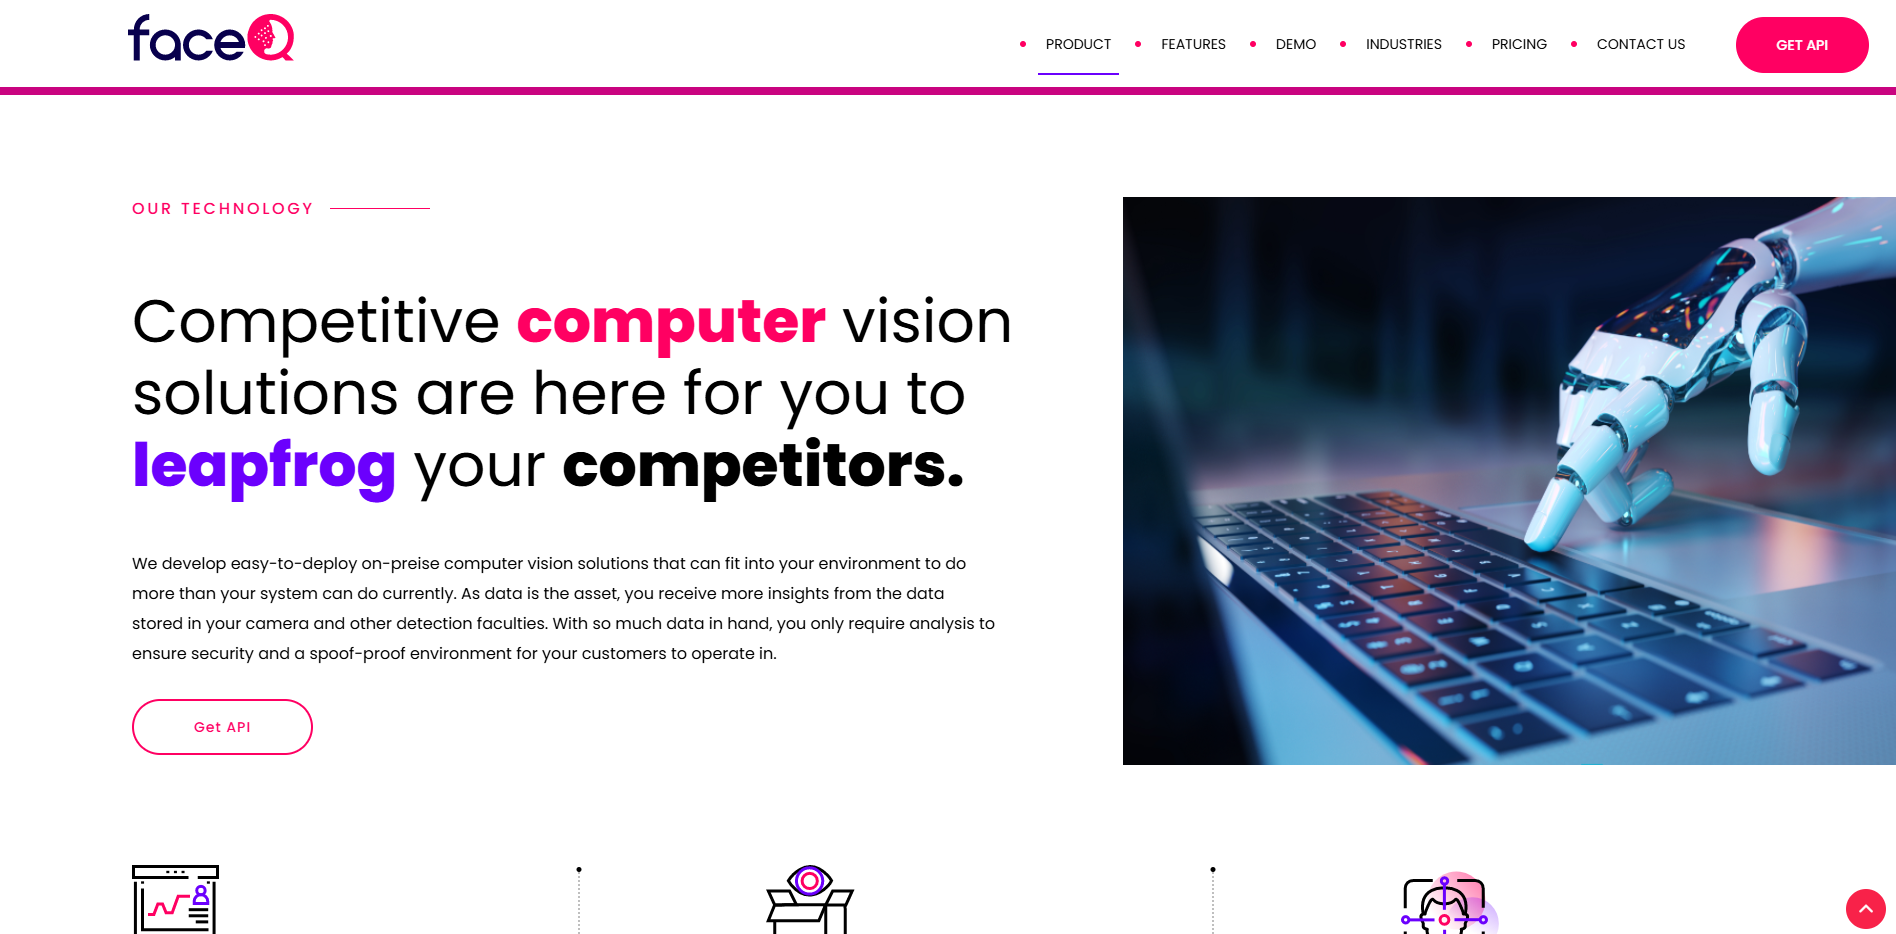 faceQ
PRODUCT
FEATURES
DEMO
INDUSTRIES
PRICING
CONTACT US
GET API
OUR TECHNOLOGY
Competitive computer vision
solutions are here for you to
leapfrog your competitors.
We develop easy-to-deploy on-preise computer vision solutions that can fit into your environment to do
more than your system can do currently. As data is the asset, you receive more insights from the data
stored in your camera and other detection faculties. With so much data in hand, you only require analysis to
ensure security and a spoof-proof environment for your customers to operate in.
Get API